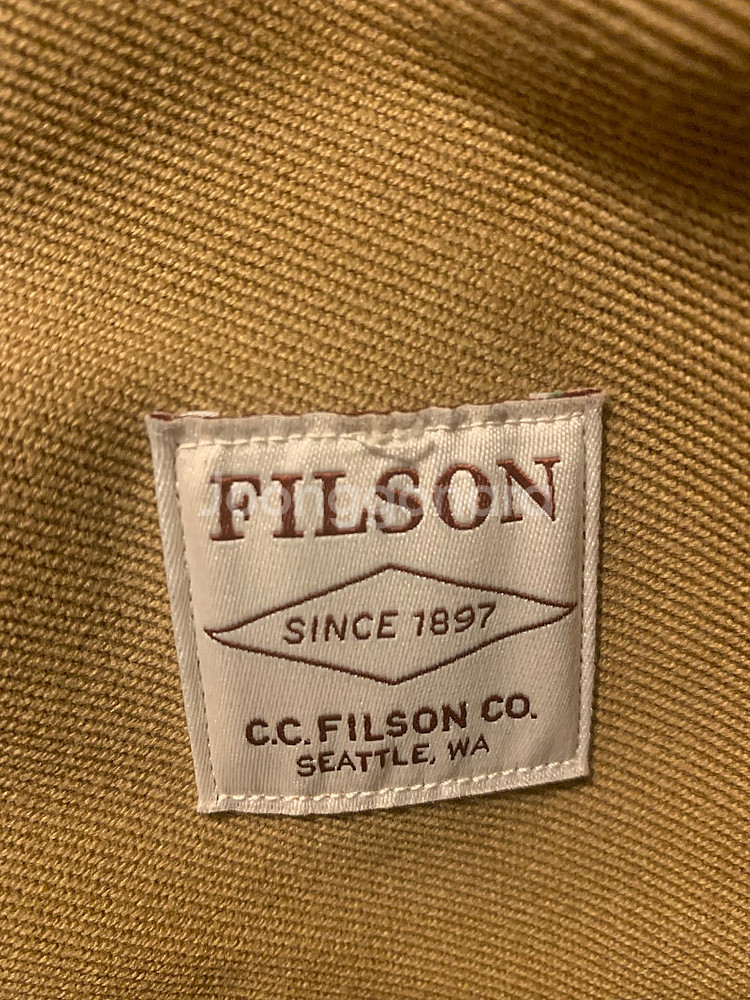 FILSON
SINCE 1897
C.C. FILSON CO.
SEATTLE, WA